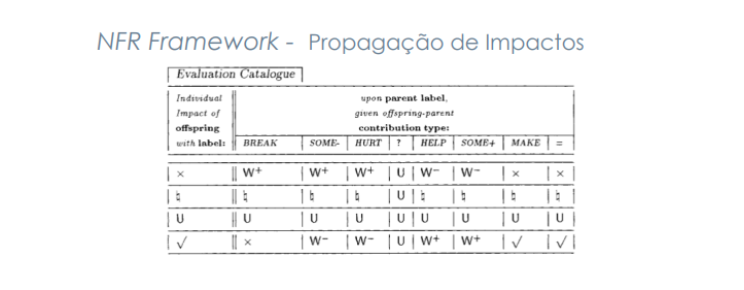 NFR Framework - Propagação de Impactos
Evaluation Catalogue
Individual upon parent label,
Impact of given offspring-parent
offspring contribution type:
with label: BREAK SOME- HURT ? HELP SOME+ MAKE =
× W+ W+ W+ U W- W- × ×
♮ ♮ ♮ ♮ U ♮ ♮ ♮ ♮
U U U U U U U U U
√ × W- W- U W+ W+ √ √